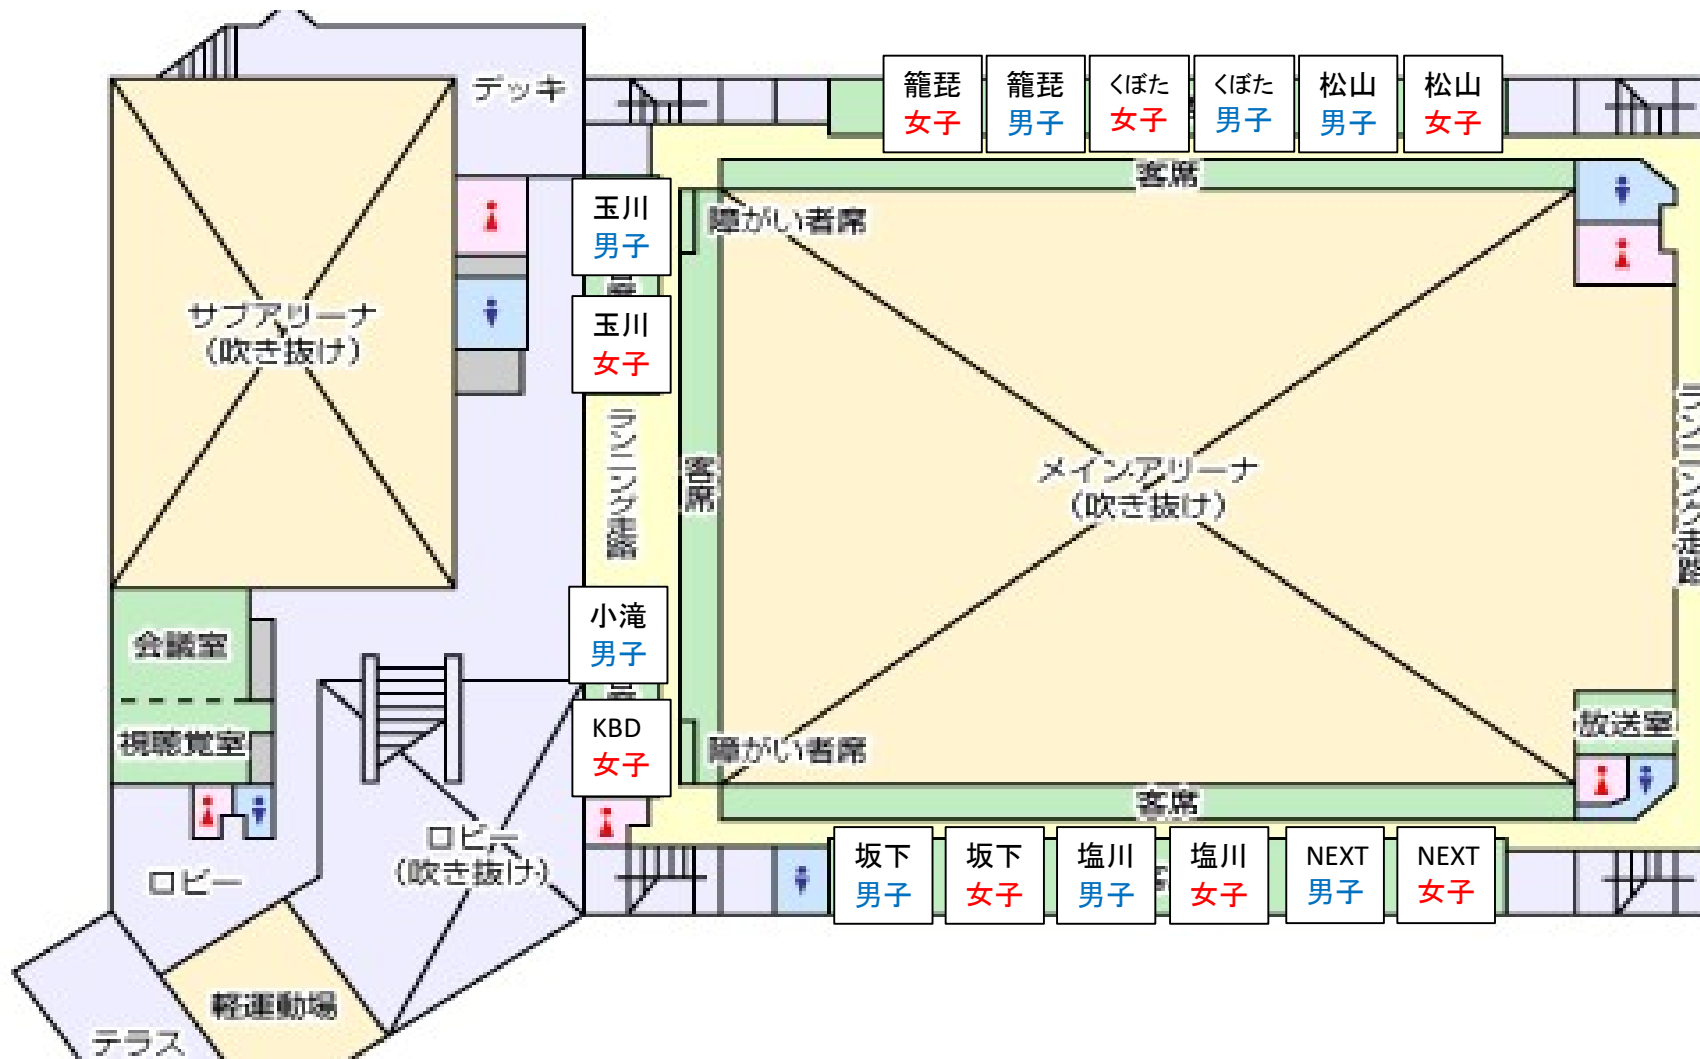 デッキ
籠琵
女子
籠琵
男子
くぼた
女子
くぼた
男子
松山
男子
松山
女子
客席
玉川
男子
障がい者席
サブアリーナ
(吹き抜け)
玉川
女子
ランニング走路
客席
メインアリーナ
(吹き抜け)
ランニング走路
小滝
男子
会議室
視聴覚室
KBD
女子
障がい者席
放送室
客席
ロビー
(吹き抜け)
ロビー
坂下
男子
坂下
女子
塩川
男子
塩川
女子
NEXT
男子
NEXT
女子
軽運動場
テラス